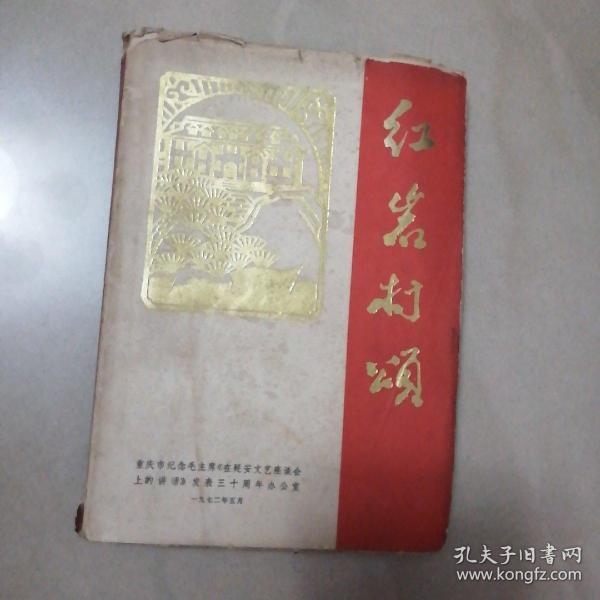 红岩村颂
重庆市纪念毛主席《在延安文艺座谈会
上的讲话》发表三十周年办公室
一九七二年五月
孔夫子旧书网
www.kongfz.com